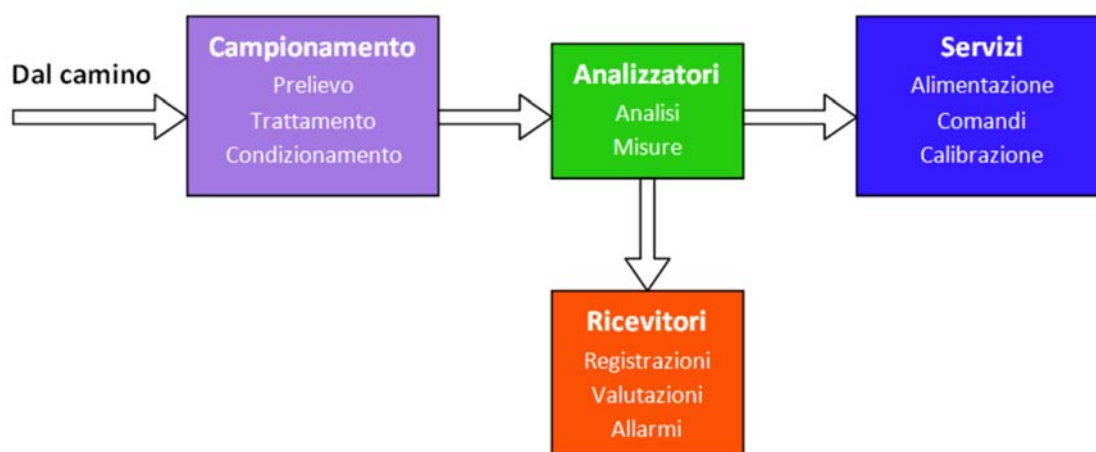 Dal camino
Campionamento
Prelievo
Trattamento
Condizionamento
Analizzatori
Analisi
Misure
Servizi
Alimentazione
Comandi
Calibrazione
Ricevitori
Registrazioni
Valutazioni
Allarmi